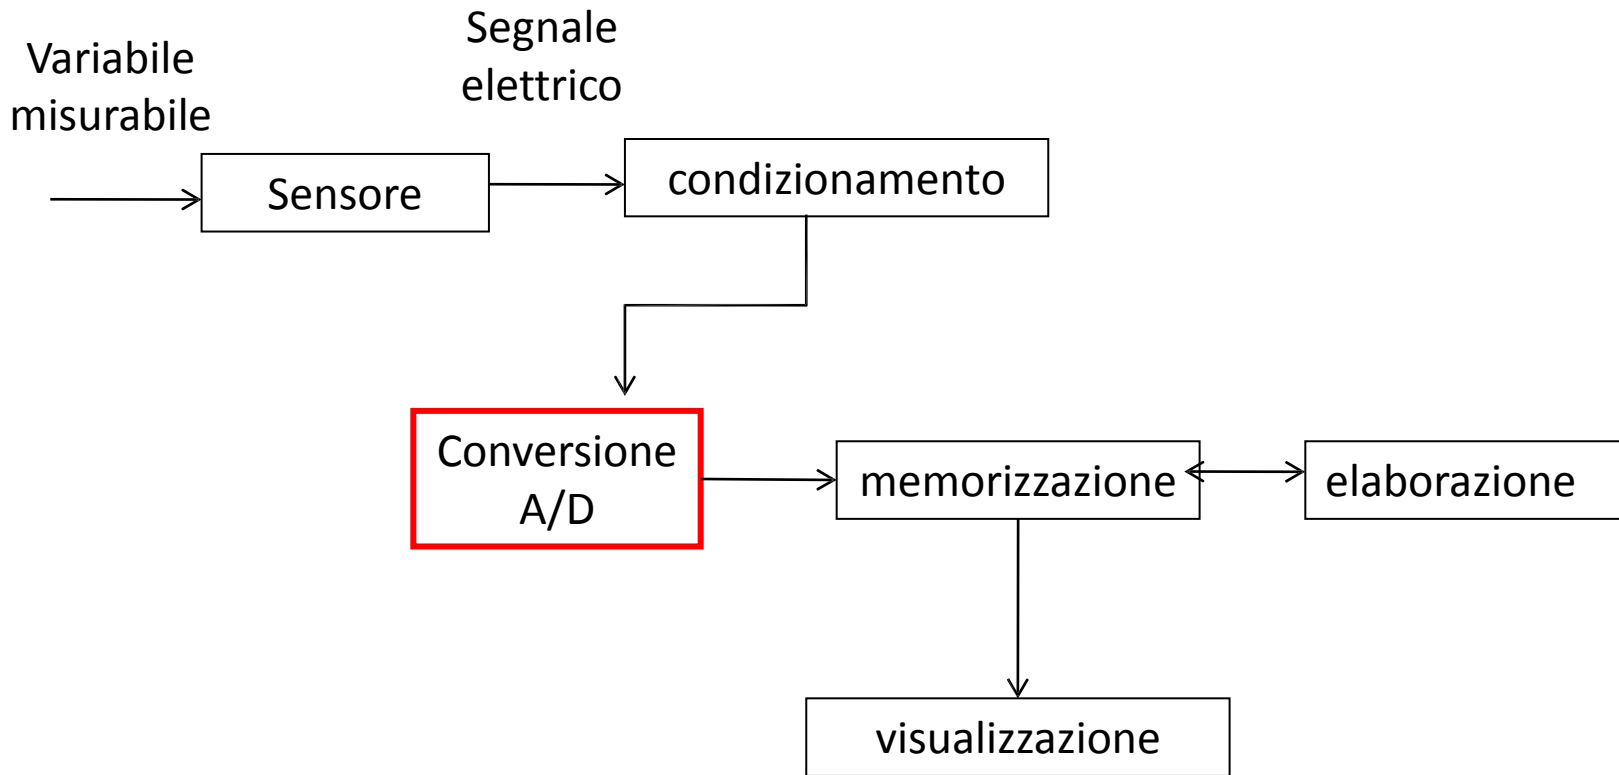 Variabile
misurabile
Segnale
elettrico
Sensore
condizionamento
Conversione
A/D
memorizzazione
elaborazione
visualizzazione